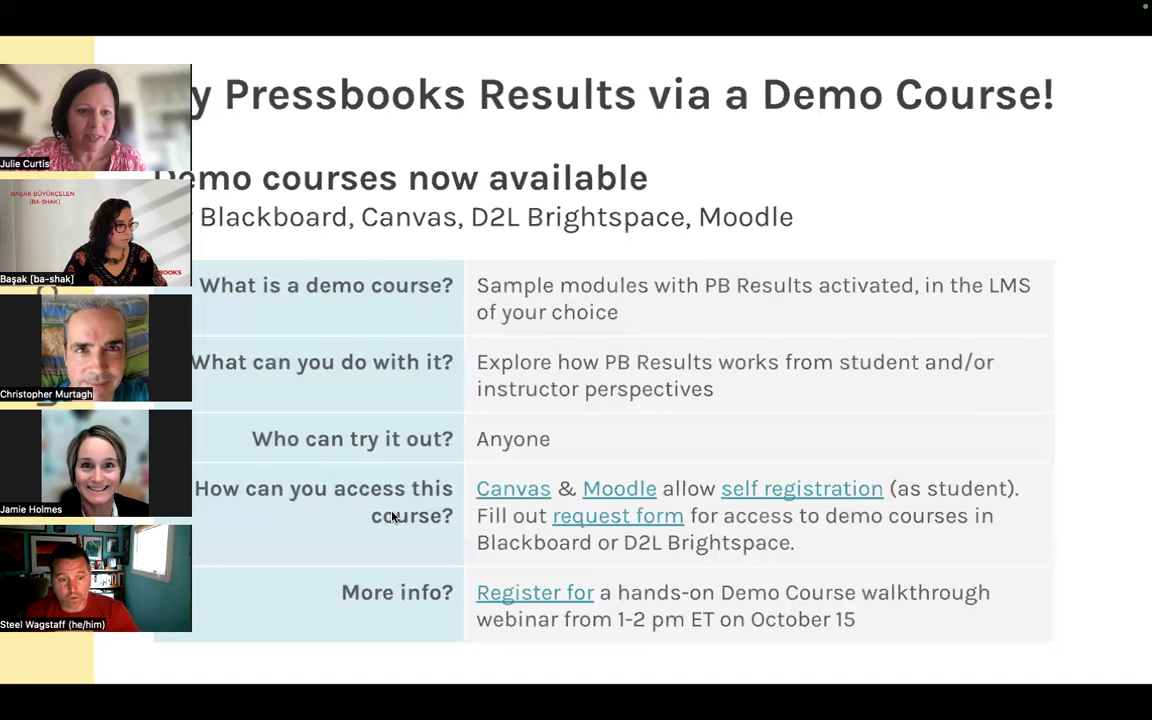 y Pressbooks Results via a Demo Course!
Demo courses now available
Blackboard, Canvas, D2L Brightspace, Moodle
What is a demo course?
Sample modules with PB Results activated, in the LMS
of your choice
What can you do with it?
Explore how PB Results works from student and/or
instructor perspectives
Who can try it out?
Anyone
How can you access this
course?
Canvas & Moodle allow self registration (as student).
Fill out request form for access to demo courses in
Blackboard or D2L Brightspace.
More info?
Register for a hands-on Demo Course walkthrough
webinar from 1-2 pm ET on October 15
Julie Curtis
BAŞAK BÜYÜKÇELEN
[BA-SHAK]
OOKS
Başak [ba-shak]
Christopher Murtagh
Jamie Holmes
Steel Wagstaff (he/him)